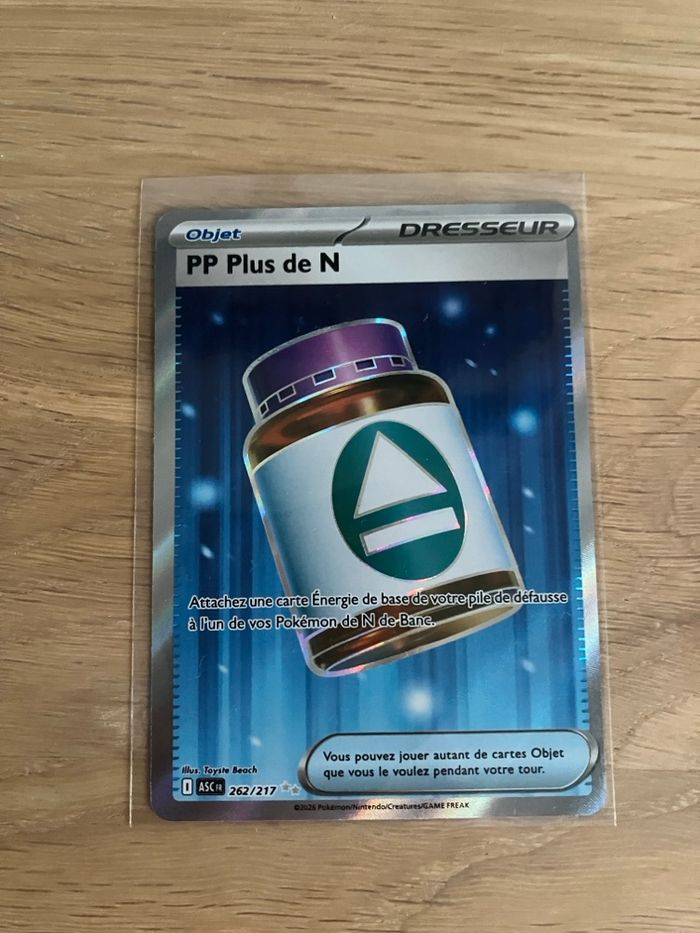 Objet
DRESSEUR
PP Plus de N
Attachez une carte Énergie de base de votre pile de défausse
à l'un de vos Pokémon de N de Banc.
Vous pouvez jouer autant de cartes Objet
que vous le voulez pendant votre tour.
Illus. Toyste Beach
I ASC FR 262/217
©2026 Pokémon/Nintendo/Creatures/GAME FREAK